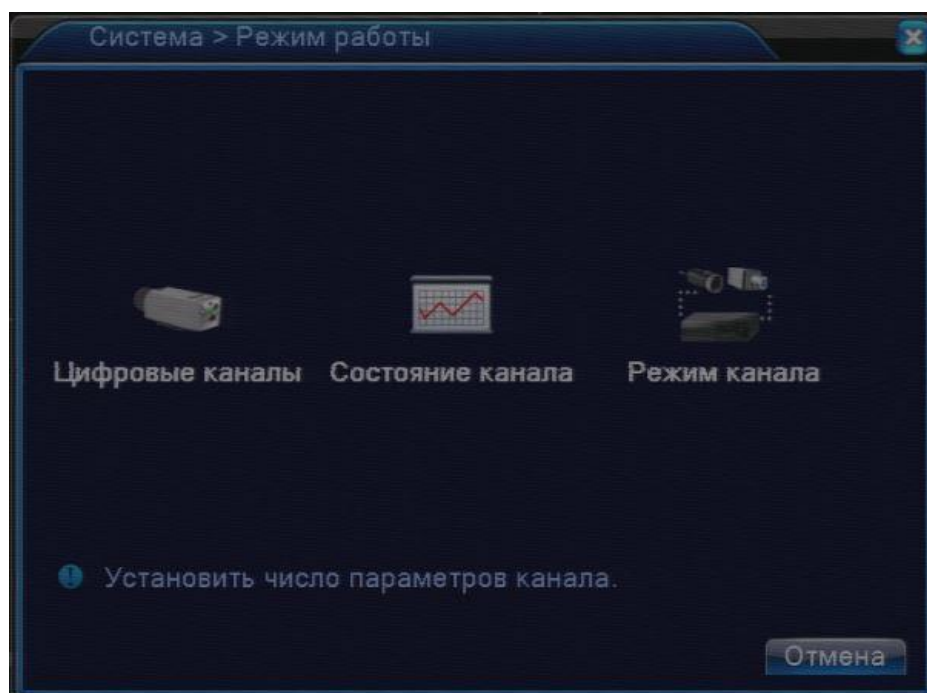 Система > Режим работы
Цифровые каналы Состояние канала Режим канала
Установить число параметров канала.
Отмена